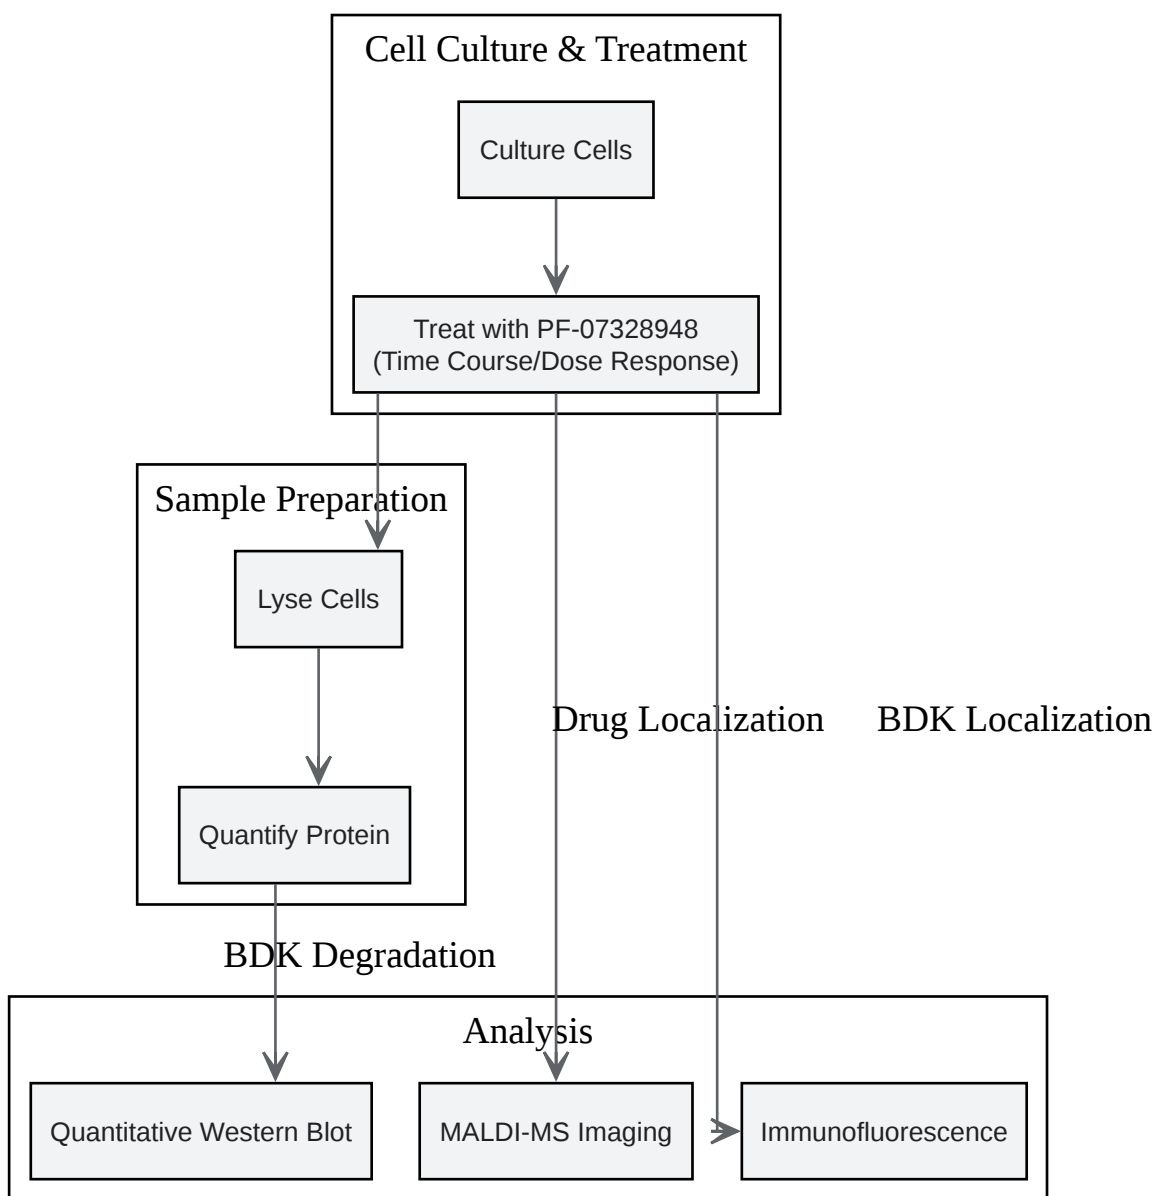 Cell Culture & Treatment
Culture Cells
Treat with PF-07328948
(Time Course/Dose Response)
Sample Preparation
Lyse Cells
Drug Localization
BDK Localization
Quantify Protein
BDK Degradation
Analysis
Quantitative Western Blot
MALDI-MS Imaging
Immunofluorescence